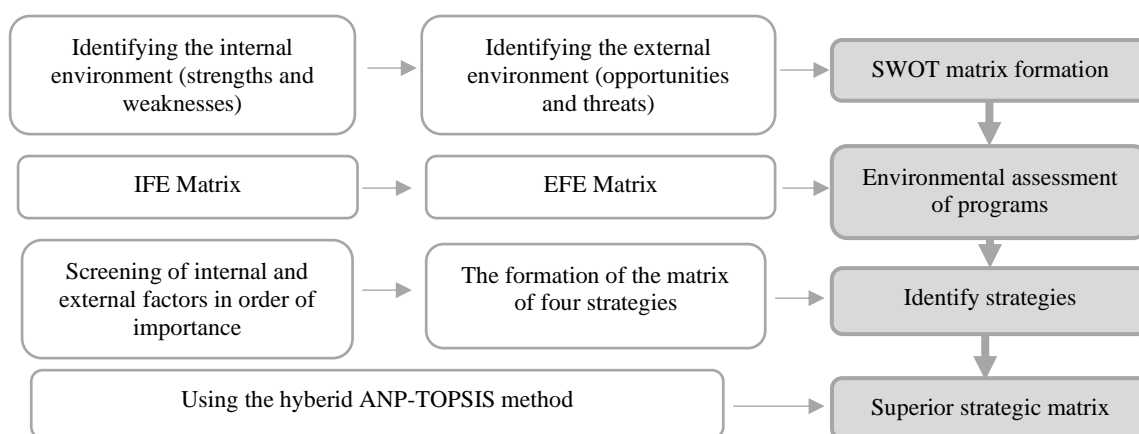 Identifying the internal
environment (strengths and
weaknesses)
Identifying the external
environment (opportunities
and threats)
SWOT matrix formation
IFE Matrix
EFE Matrix
Environmental assessment
of programs
Screening of internal and
external factors in order of
importance
The formation of the matrix
of four strategies
Identify strategies
Using the hyberid ANP-TOPSIS method
Superior strategic matrix